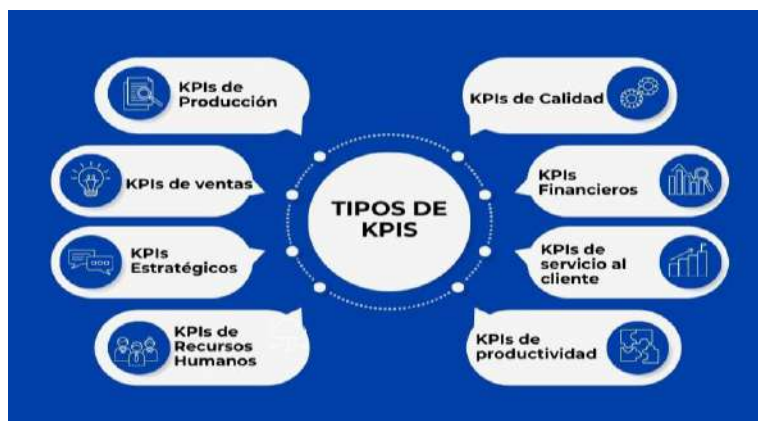 KPIs de
Producción
KPIs de ventas
KPIs
Estratégicos
KPIs de
Recursos
Humanos
TIPOS DE
KPIS
KPIs de Calidad
KPIs
Financieros
KPIs de
servicio al
cliente
KPIs de
productividad